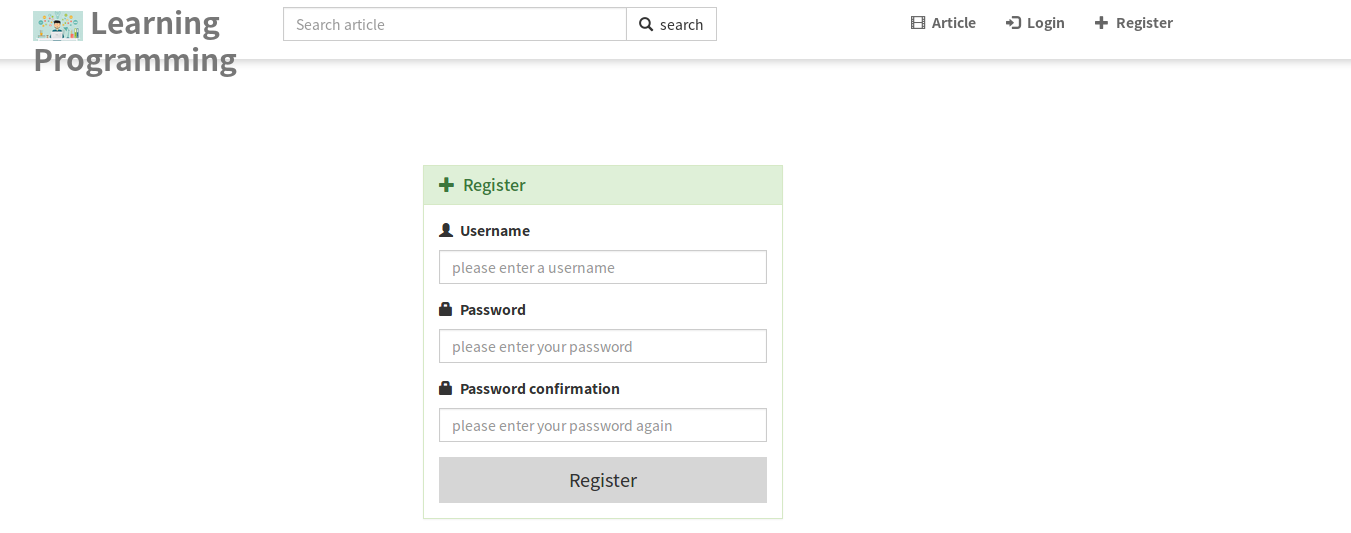 Learning
Programming
Search article
search
Article
Login
Register
Register
Username
please enter a username
Password
please enter your password
Password confirmation
please enter your password again
Register